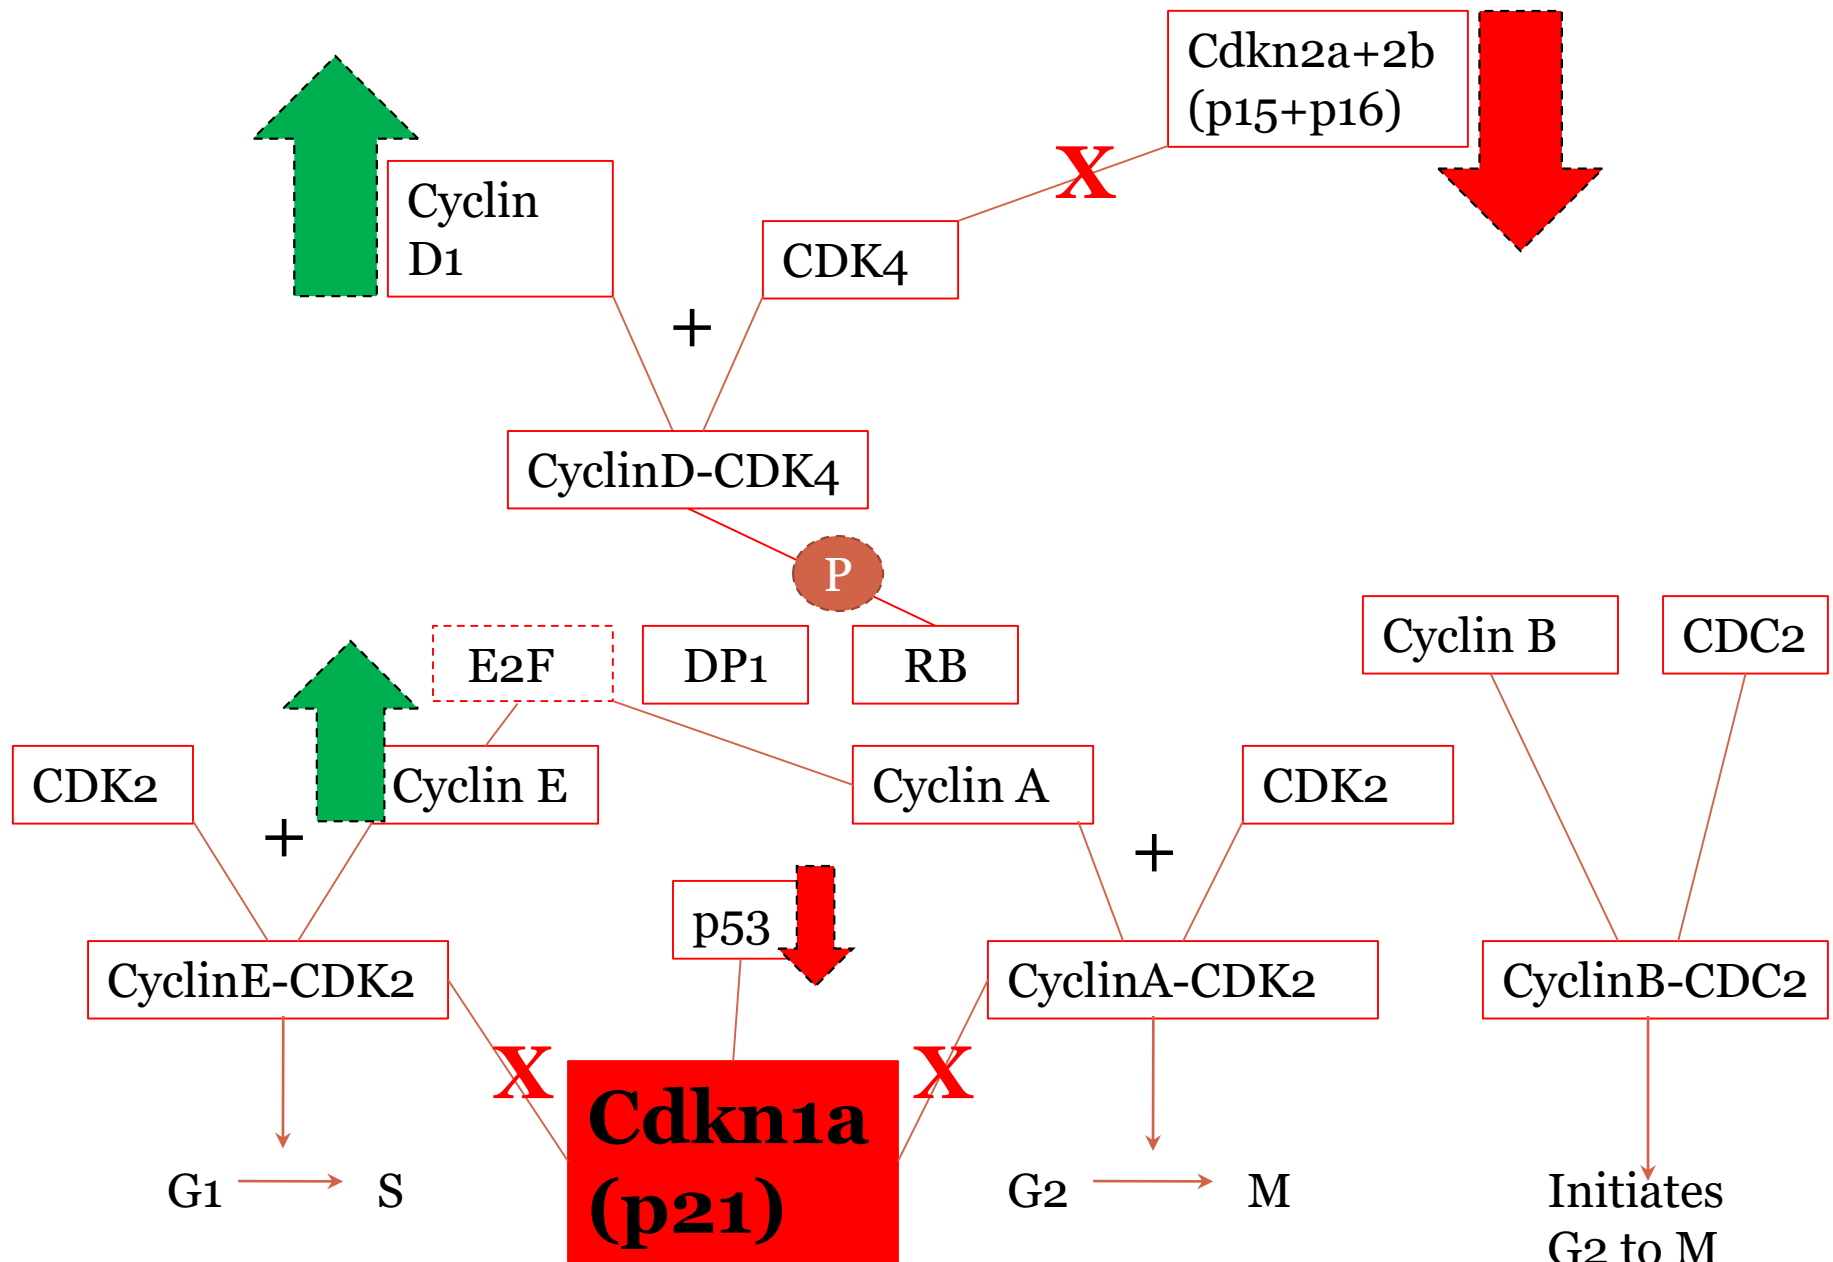 Cdkn2a+2b
(p15+p16)
X
Cyclin
D1
CDK4
+
CyclinD-CDK4
P
E2F
DP1
RB
Cyclin B
CDC2
CDK2
Cyclin E
Cyclin A
CDK2
+
+
p53
CyclinE-CDK2
CyclinA-CDK2
CyclinB-CDC2
X
X
Cdkn1a
(p21)
G1
S
G2
M
Initiates
G2 to M